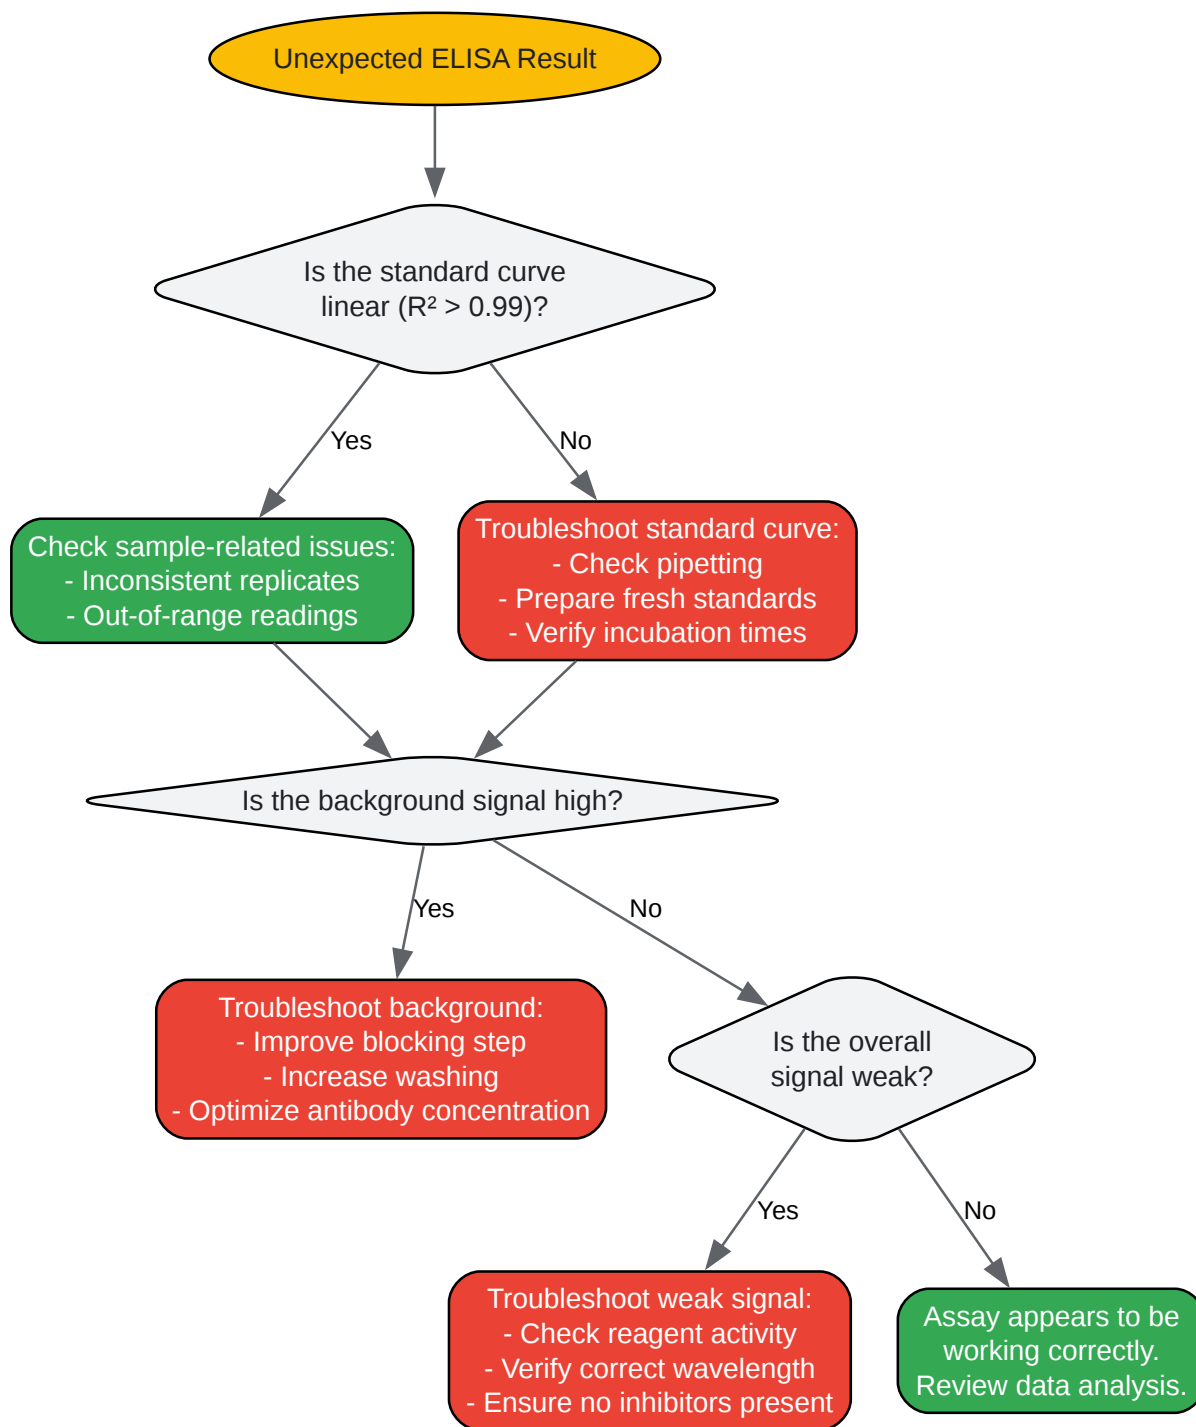 Unexpected ELISA Result
Is the standard curve
linear (R² > 0.99)?
Yes
No
Check sample-related issues:
- Inconsistent replicates
- Out-of-range readings
Troubleshoot standard curve:
- Check pipetting
- Prepare fresh standards
- Verify incubation times
Is the background signal high?
Yes
No
Troubleshoot background:
- Improve blocking step
- Increase washing
- Optimize antibody concentration
Is the overall
signal weak?
Yes
No
Troubleshoot weak signal:
- Check reagent activity
- Verify correct wavelength
- Ensure no inhibitors present
Assay appears to be
working correctly.
Review data analysis.